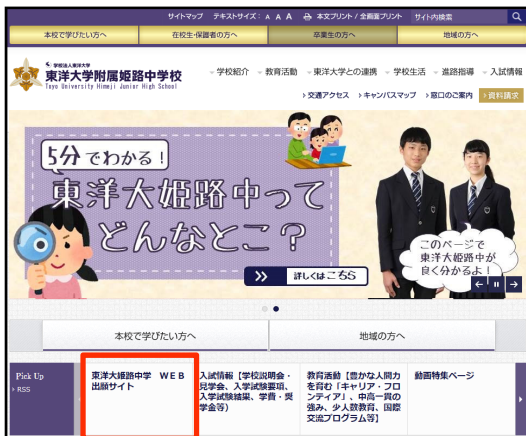 サイトマップ テキストサイズ： A A A 本文プリント / 全画面プリント サイト内検索
本校で学びたい方へ 在校生・保護者の方へ 卒業生の方へ 地域の方へ
学校法人東洋大学
東洋大学附属姫路中学校
Toyo University Himeji Junior High School
学校紹介 教育活動 東洋大学との連携 学校生活 進路指導 入試情報
交通アクセス キャンパスマップ 窓口のご案内 資料請求
5分でわかる！
東洋大姫路中って
どんなとこ？
詳しくはこちら
このページで
東洋大姫路中が
良く分かるよ！
本校で学びたい方へ 地域の方へ
Pick Up
RSS
東洋大姫路中学 WEB
出願サイト
入試情報【学校説明会・
見学会、入学試験要項、
入学試験結果、学費・奨
学金等】
教育活動【豊かな人間力
を育む「キャリア・フロ
ンティア」、中高一貫の
強み、少人数教育、国際
交流プログラム等】
動画特集ページ